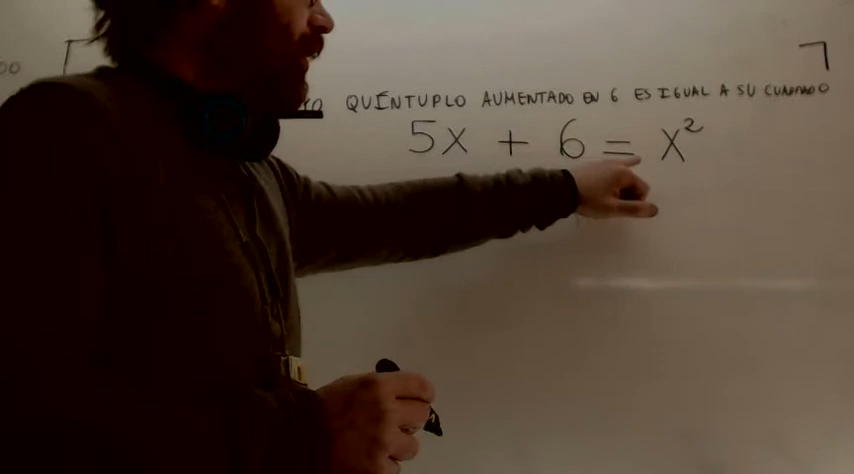 QUÍNTUPLO AUMENTADO EN 6 ES IGUAL A SU CUADRADO
5x + 6 = x²